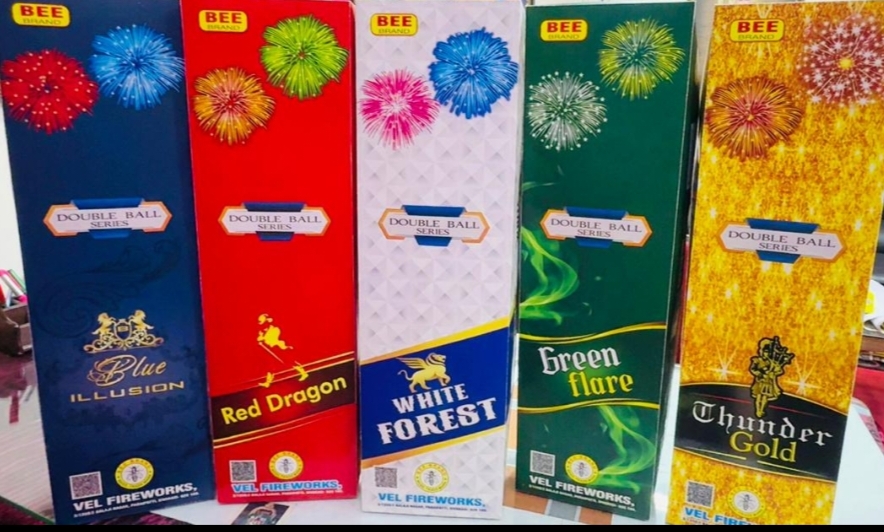 BEE
BRAND
DOUBLE BALL
SERIES
Blue
ILLUSION
VEL FIREWORKS,
BEE
BRAND
DOUBLE BALL
SERIES
Red Dragon
VEL FIREWORKS,
BEE
BRAND
DOUBLE BALL
SERIES
WHITE
FOREST
VEL FIREWORKS,
BEE
BRAND
DOUBLE BALL
SERIES
Green
flare
VEL FIREWORKS,
BEE
BRAND
DOUBLE BALL
SERIES
Thunder
Gold
VEL FIREWORKS,